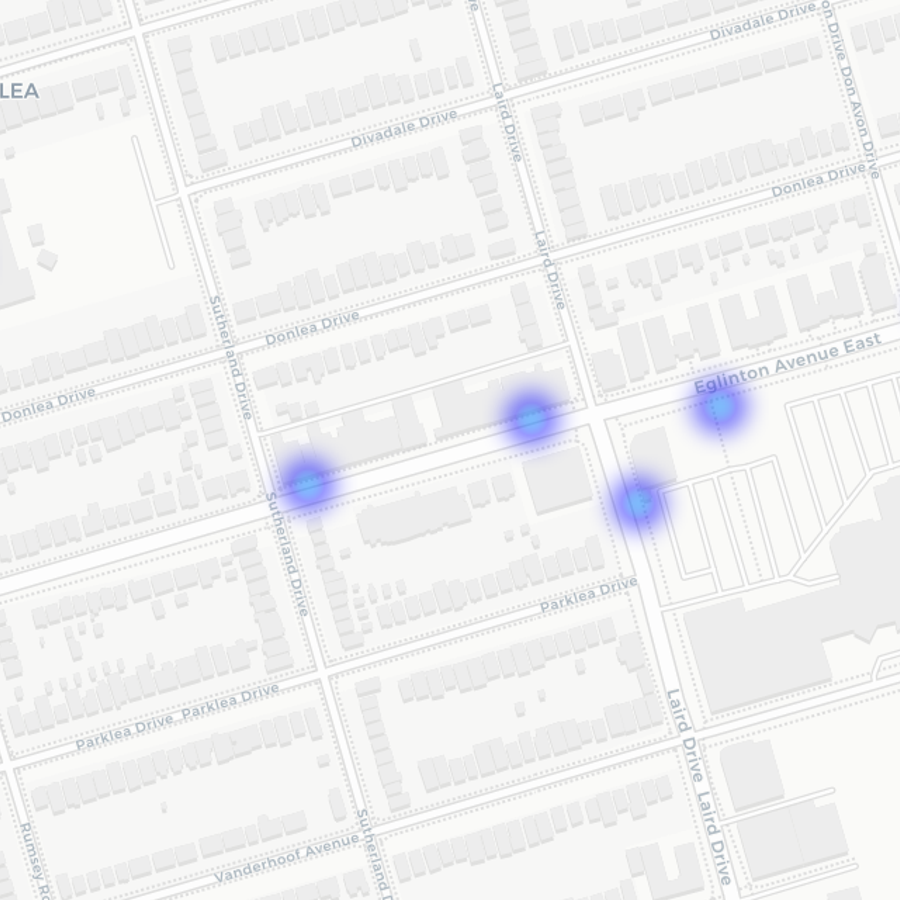 Divadale Drive
LEA
Laird Drive
Don Avon Drive
Divadale Drive
Donlea Drive
Laird Drive
Sutherland Drive
Donlea Drive
Eglinton Avenue East
Donlea Drive
Sutherland Drive
Parklea Drive
Parklea Drive
Parklea Drive
Laird Drive
Laird Drive
Sutherland
Rumsey
Vanderhoof Avenue